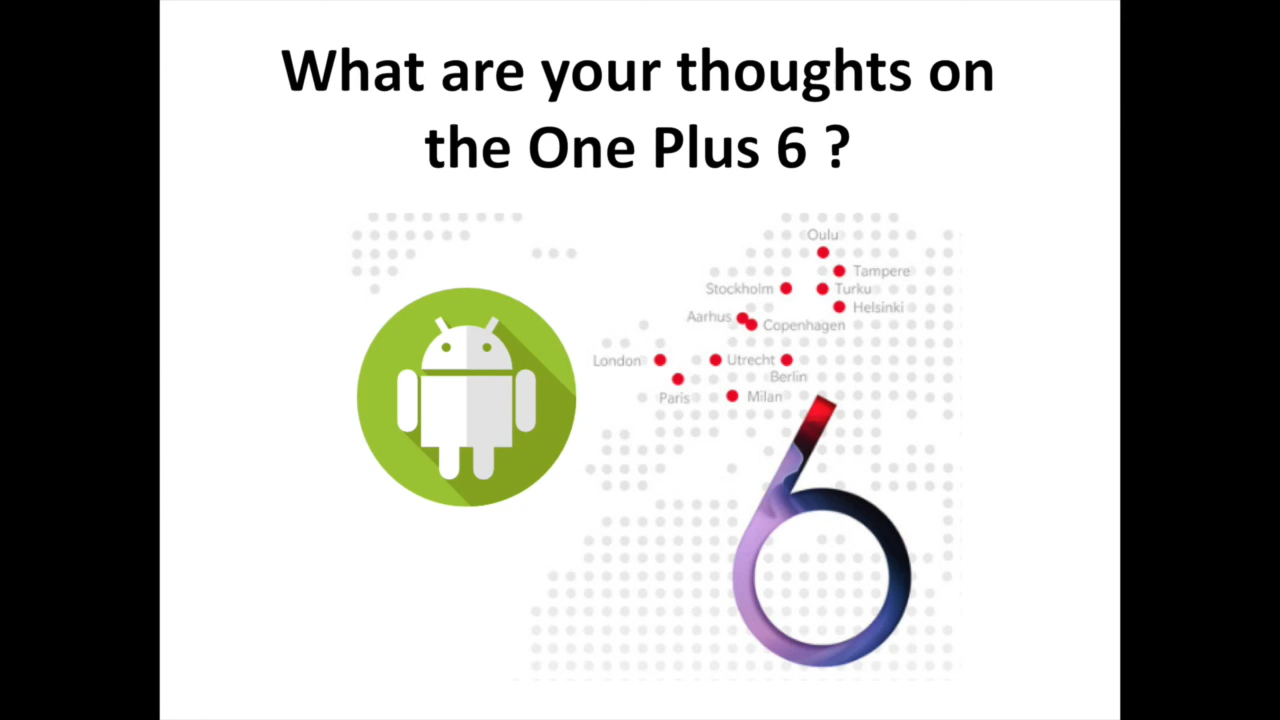 What are your thoughts on
the One Plus 6 ?
Oulu
Tampere
Stockholm
Turku
Helsinki
Aarhus
Copenhagen
London
Utrecht
Berlin
Paris
Milan
6